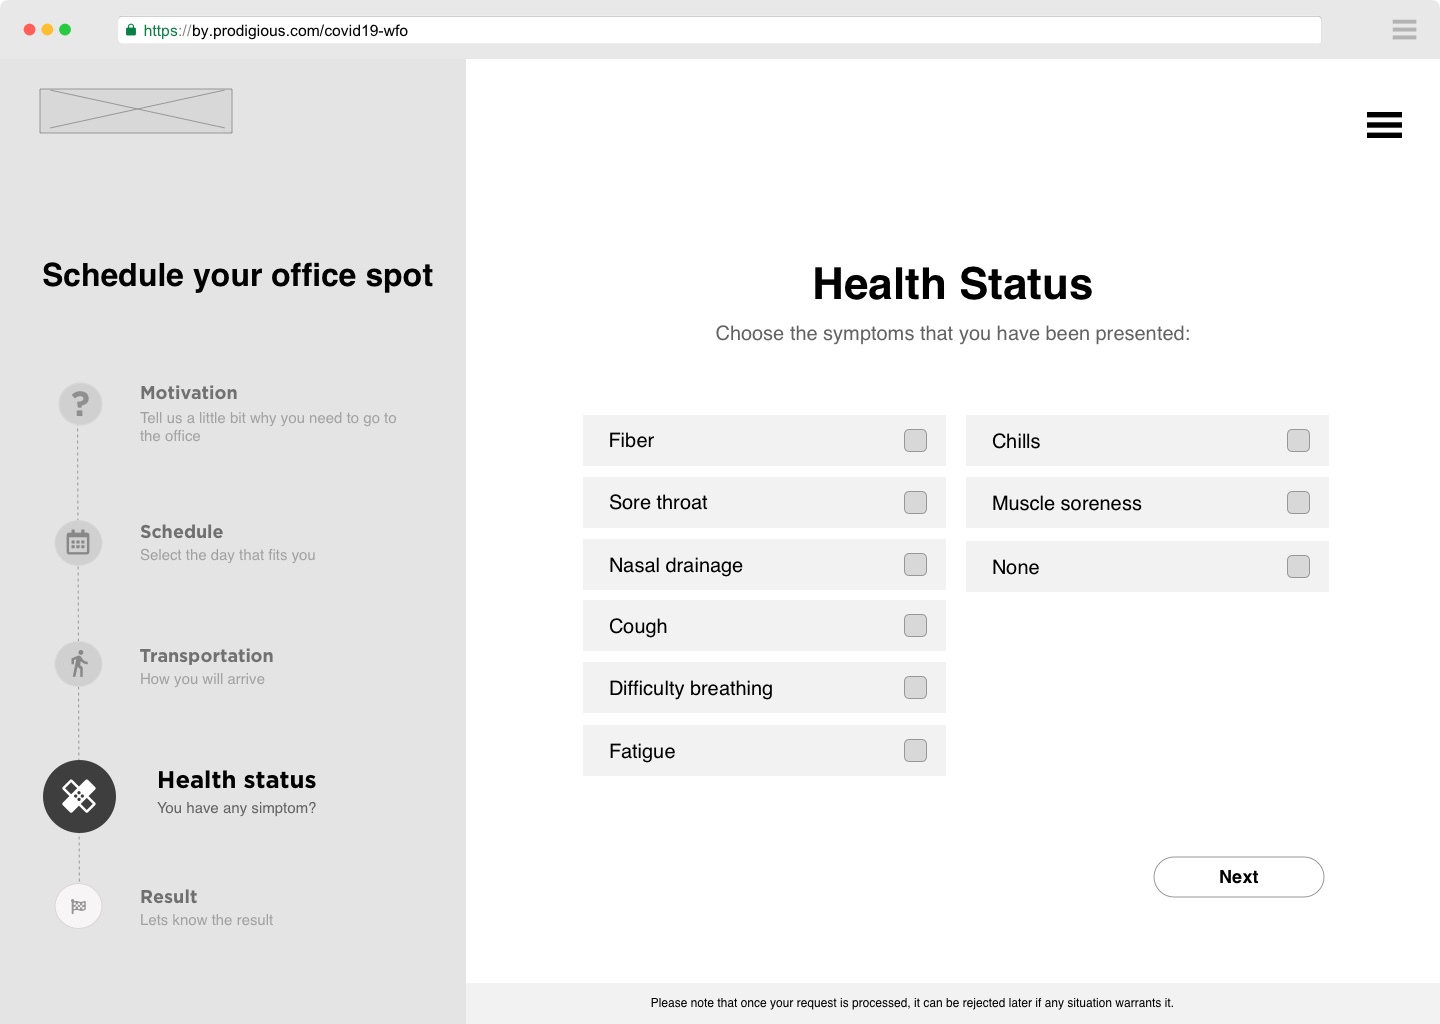 https://by.prodigious.com/covid19-wfo
Schedule your office spot
?
Motivation
Tell us a little bit why you need to go to
the office
Schedule
Select the day that fits you
Transportation
How you will arrive
Health status
You have any simptom?
Result
Lets know the result
Health Status
Choose the symptoms that you have been presented:
Fiber
Sore throat
Nasal drainage
Cough
Difficulty breathing
Fatigue
Chills
Muscle soreness
None
Next
Please note that once your request is processed, it can be rejected later if any situation warrants it.